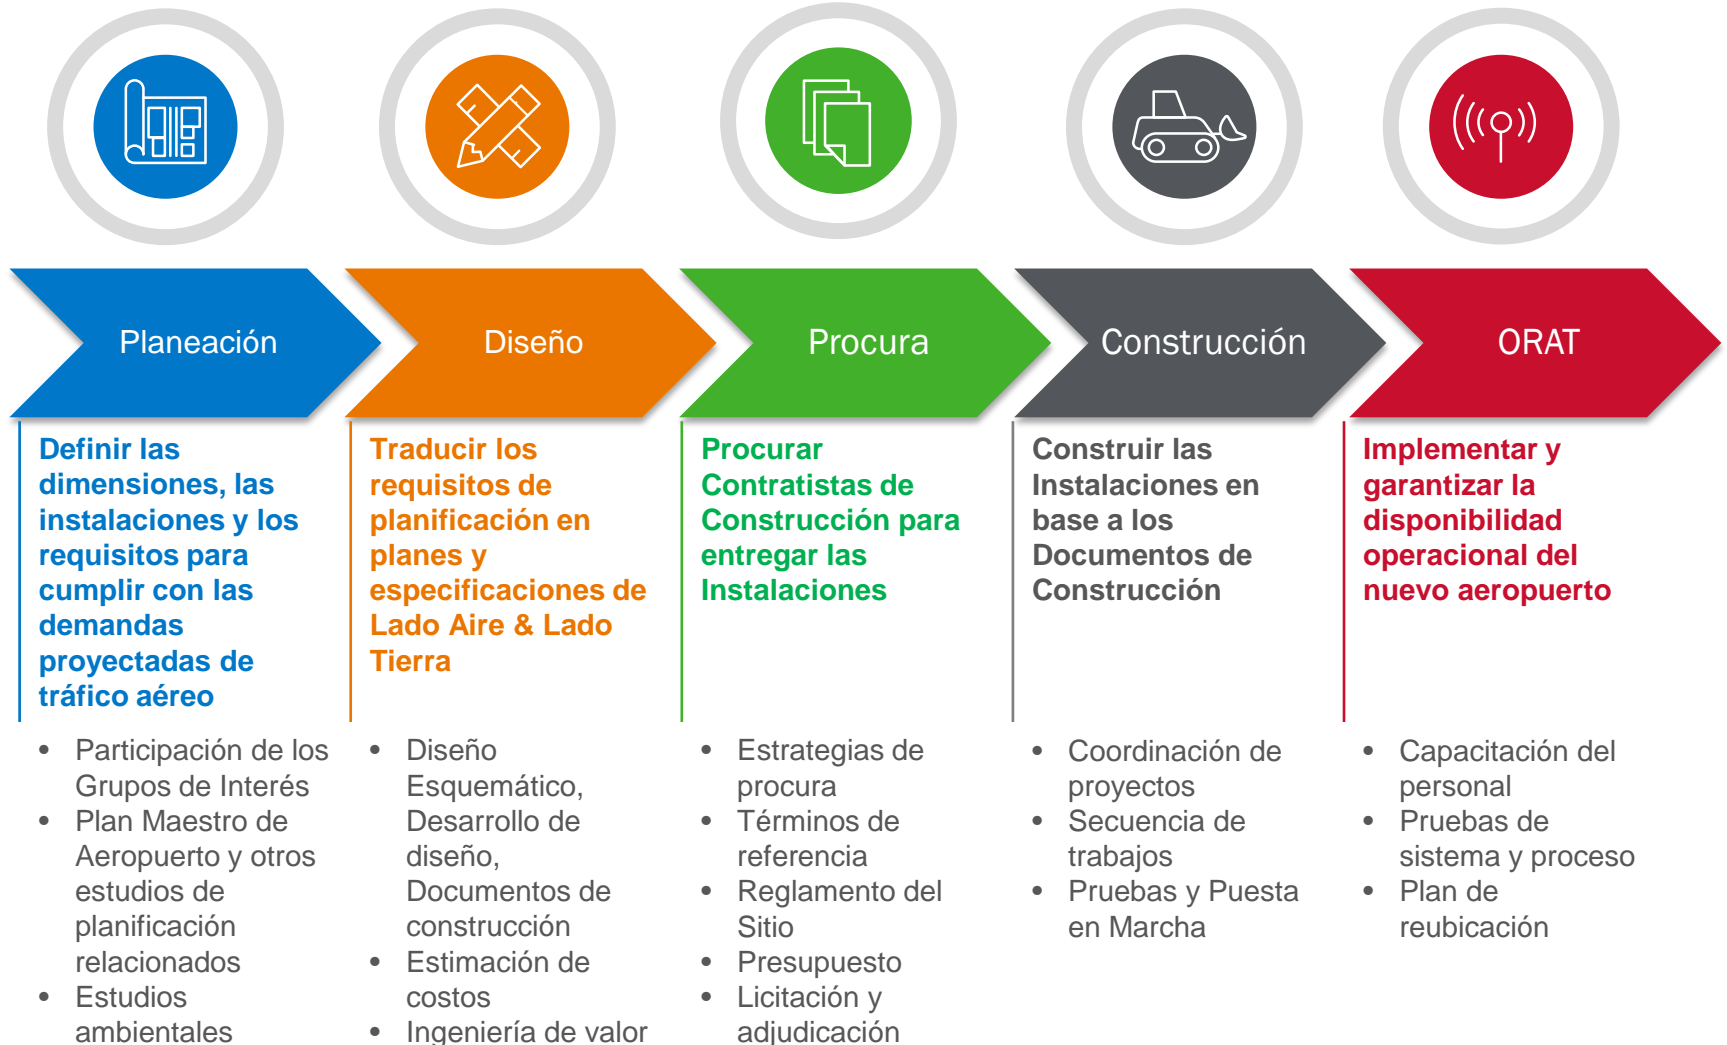 Planeación
Diseño
Procura
Construcción
ORAT
Definir las
dimensiones, las
instalaciones y los
requisitos para
cumplir con las
demandas
proyectadas de
tráfico aéreo
Traducir los
requisitos de
planificación en
planes y
especificaciones de
Lado Aire & Lado
Tierra
Procurar
Contratistas de
Construcción para
entregar las
Instalaciones
Construir las
Instalaciones en
base a los
Documentos de
Construcción
Implementar y
garantizar la
disponibilidad
operacional del
nuevo aeropuerto
• Participación de los
Grupos de Interés
• Plan Maestro de
Aeropuerto y otros
estudios de
planificación
relacionados
• Estudios
ambientales
• Diseño
Esquemático,
Desarrollo de
diseño,
Documentos de
construcción
• Estimación de
costos
• Ingeniería de valor
• Estrategias de
procura
• Términos de
referencia
• Reglamento del
Sitio
• Presupuesto
• Licitación y
adjudicación
• Coordinación de
proyectos
• Secuencia de
trabajos
• Pruebas y Puesta
en Marcha
• Capacitación del
personal
• Pruebas de
sistema y proceso
• Plan de
reubicación